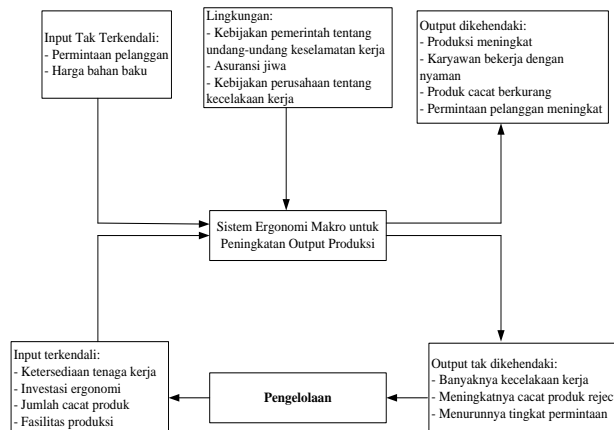 Input Tak Terkendali:
- Permintaan pelanggan
- Harga bahan baku
Lingkungan:
- Kebijakan pemerintah tentang
undang-undang keselamatan kerja
- Asuransi jiwa
- Kebijakan perusahaan tentang
kecelakaan kerja
Output dikehendaki:
- Produksi meningkat
- Karyawan bekerja dengan
nyaman
- Produk cacat berkurang
- Permintaan pelanggan meningkat
Sistem Ergonomi Makro untuk
Peningkatan Output Produksi
Input terkendali:
- Ketersediaan tenaga kerja
- Investasi ergonomi
- Jumlah cacat produk
- Fasilitas produksi
Pengelolaan
Output tak dikehendaki:
- Banyaknya kecelakaan kerja
- Meningkatnya cacat produk rejec
- Menurunnya tingkat permintaan